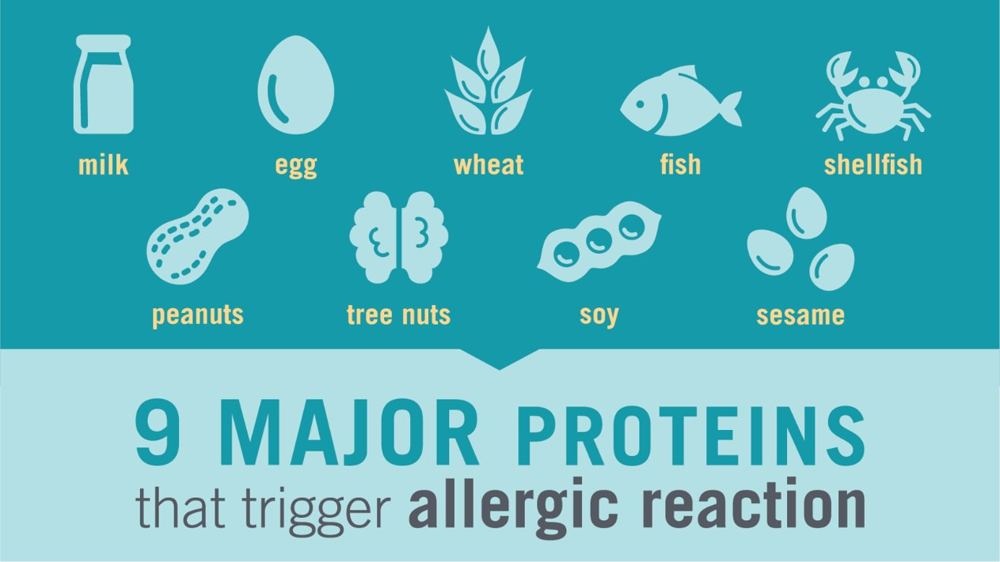 milk egg wheat fish shellfish
peanuts tree nuts soy sesame
9 MAJOR PROTEINS
that trigger allergic reaction